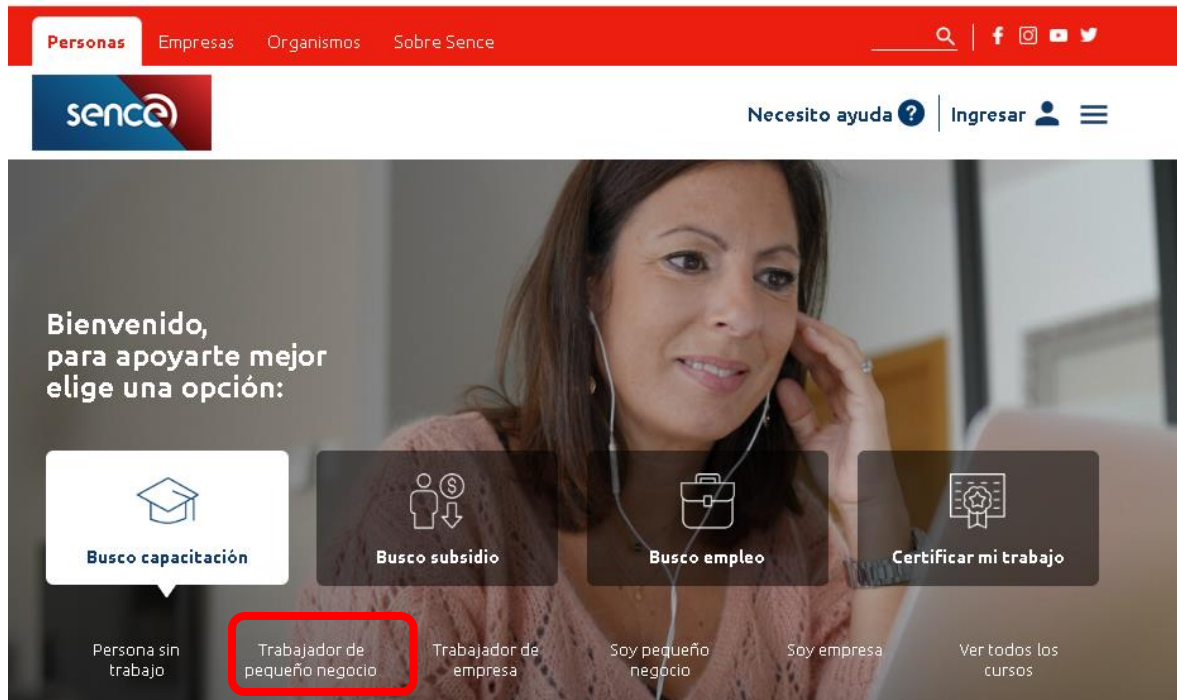 Personas Empresas Organismos Sobre Sence
sence
Necesito ayuda ? Ingresar
Bienvenido,
para apoyarte mejor
elige una opción:
Busco capacitación
Busco subsidio
Busco empleo
Certificar mi trabajo
Persona sin
trabajo
Trabajador de
pequeño negocio
Trabajador de
empresa
Soy pequeño
negocio
Soy empresa
Ver todos los
cursos